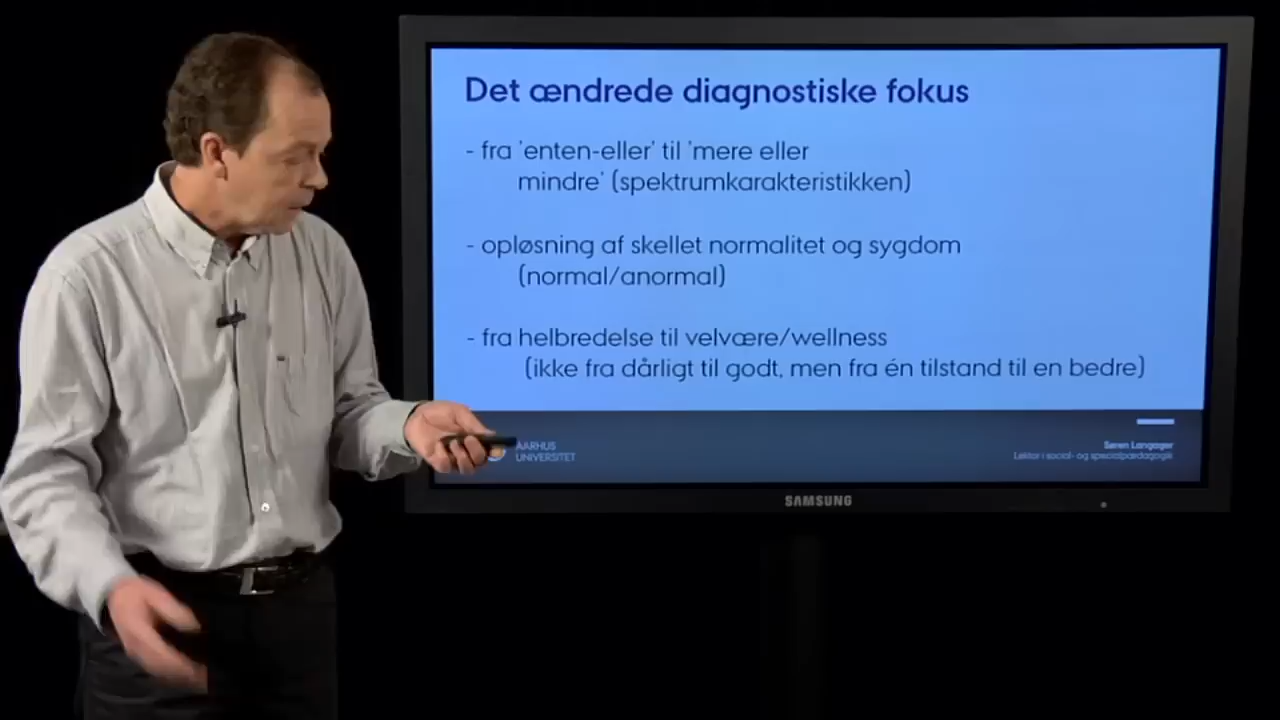 Det ændrede diagnostiske fokus
- fra 'enten-eller' til 'mere eller
mindre' (spektrumkarakteristikken)
- opløsning af skellet normalitet og sygdom
(normal/anormal)
- fra helbredelse til velvære/wellness
(ikke fra dårligt til godt, men fra én tilstand til en bedre)
AARHUS
UNIVERSITET
Søren Langager
Lektor i social- og specialpædagogik
SAMSUNG